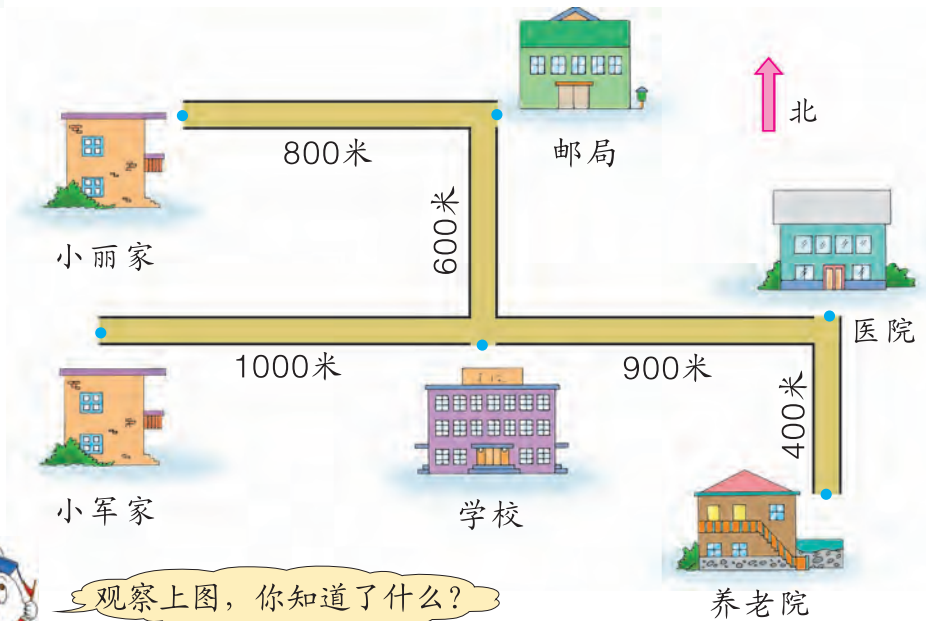 邮局
北
800米
小丽家
600米
医院
1000米
900米
400米
小军家
学校
养老院
观察上图，你知道了什么？